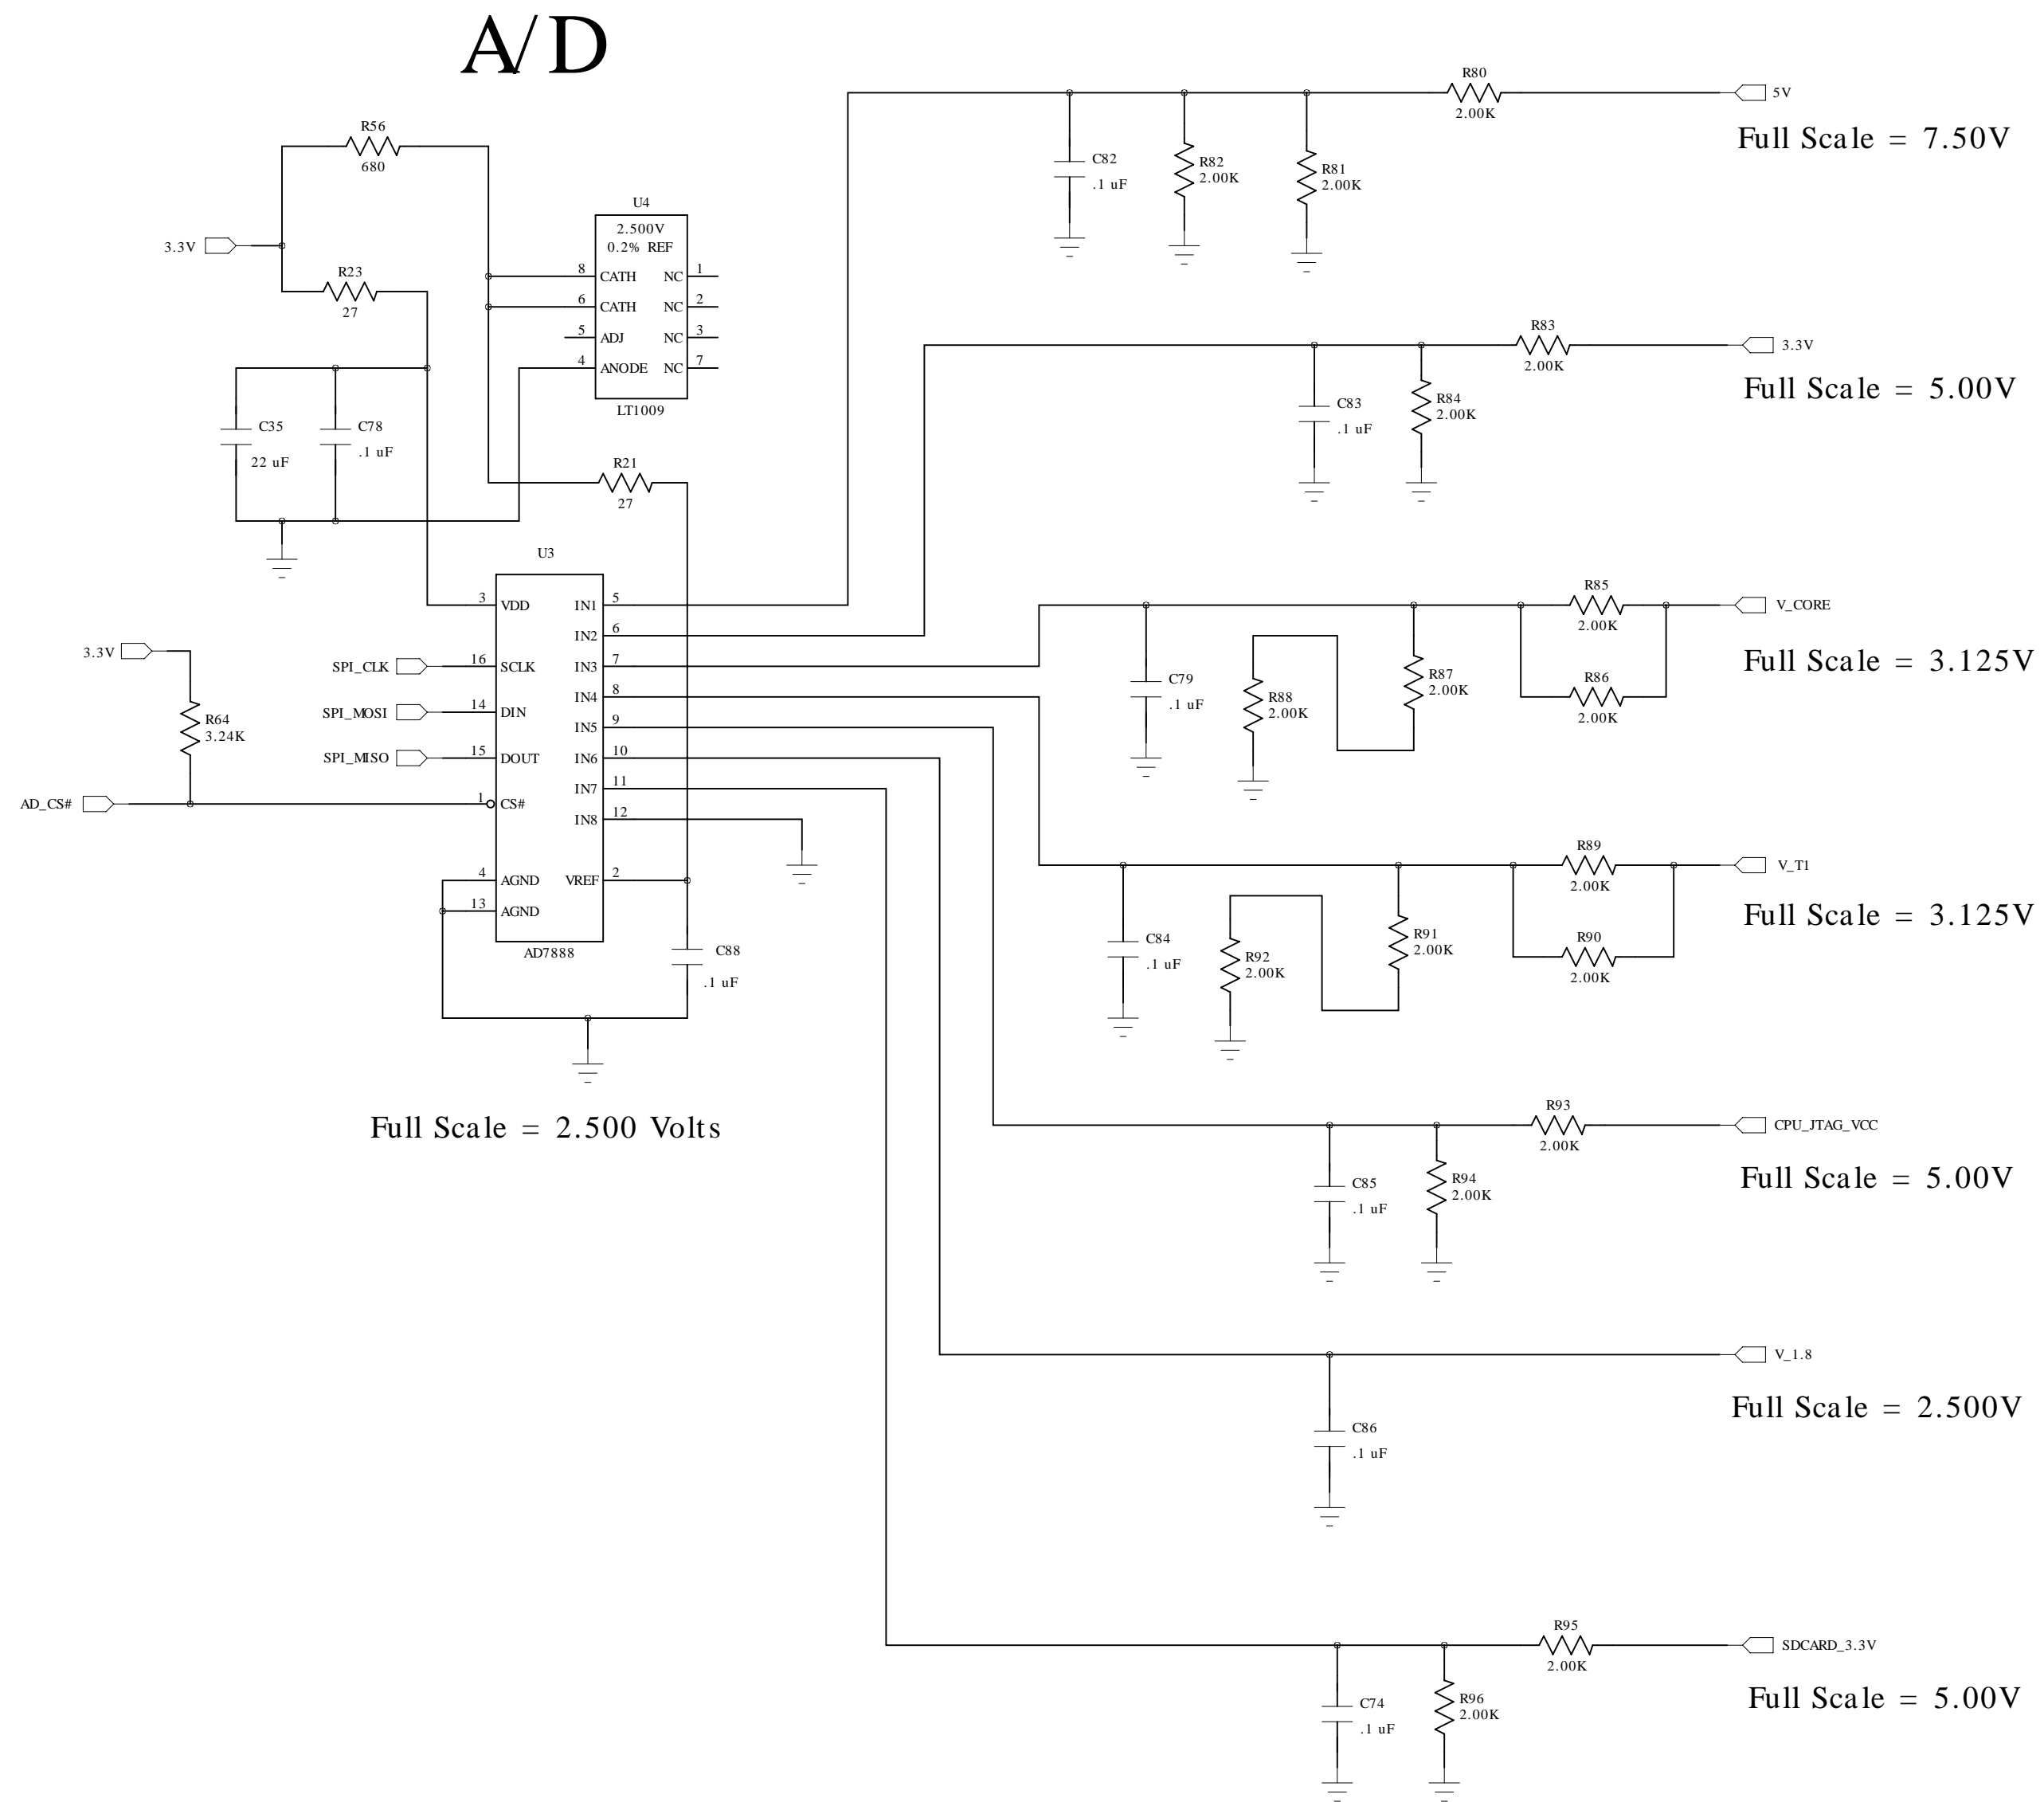 A/D
R56
680
3.3V
R23
27
C35
22 uF
C78
.1 uF
U4
2.500V
0.2% REF
8 CATH NC 1
6 CATH NC 2
5 ADJ NC 3
4 ANODE NC 7
LT1009
R21
27
U3
3 VDD IN1 5
IN2 6
16 SCLK IN3 7
IN4 8
14 DIN IN5 9
15 DOUT IN6 10
IN7 11
1 CS# IN8 12
4 AGND VREF 2
13 AGND
AD7888
3.3V
R64
3.24K
SPI_CLK
SPI_MOSI
SPI_MISO
AD_CS#
C88
.1 uF
Full Scale = 2.500 Volts
R80
2.00K
5V
Full Scale = 7.50V
C82
.1 uF
R82
2.00K
R81
2.00K
R83
2.00K
3.3V
Full Scale = 5.00V
C83
.1 uF
R84
2.00K
R85
2.00K
V_CORE
Full Scale = 3.125V
R86
2.00K
C79
.1 uF
R88
2.00K
R87
2.00K
R89
2.00K
V_T1
Full Scale = 3.125V
R90
2.00K
C84
.1 uF
R92
2.00K
R91
2.00K
R93
2.00K
CPU_JTAG_VCC
Full Scale = 5.00V
C85
.1 uF
R94
2.00K
V_1.8
Full Scale = 2.500V
C86
.1 uF
R95
2.00K
SDCARD_3.3V
Full Scale = 5.00V
C74
.1 uF
R96
2.00K